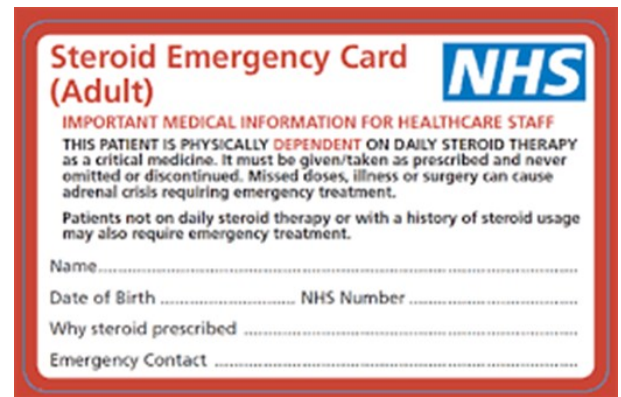 Steroid Emergency Card
(Adult)
NHS
IMPORTANT MEDICAL INFORMATION FOR HEALTHCARE STAFF
THIS PATIENT IS PHYSICALLY DEPENDENT ON DAILY STEROID THERAPY
as a critical medicine. It must be given/taken as prescribed and never
omitted or discontinued. Missed doses, illness or surgery can cause
adrenal crisis requiring emergency treatment.
Patients not on daily steroid therapy or with a history of steroid usage
may also require emergency treatment.
Name
Date of Birth NHS Number
Why steroid prescribed
Emergency Contact